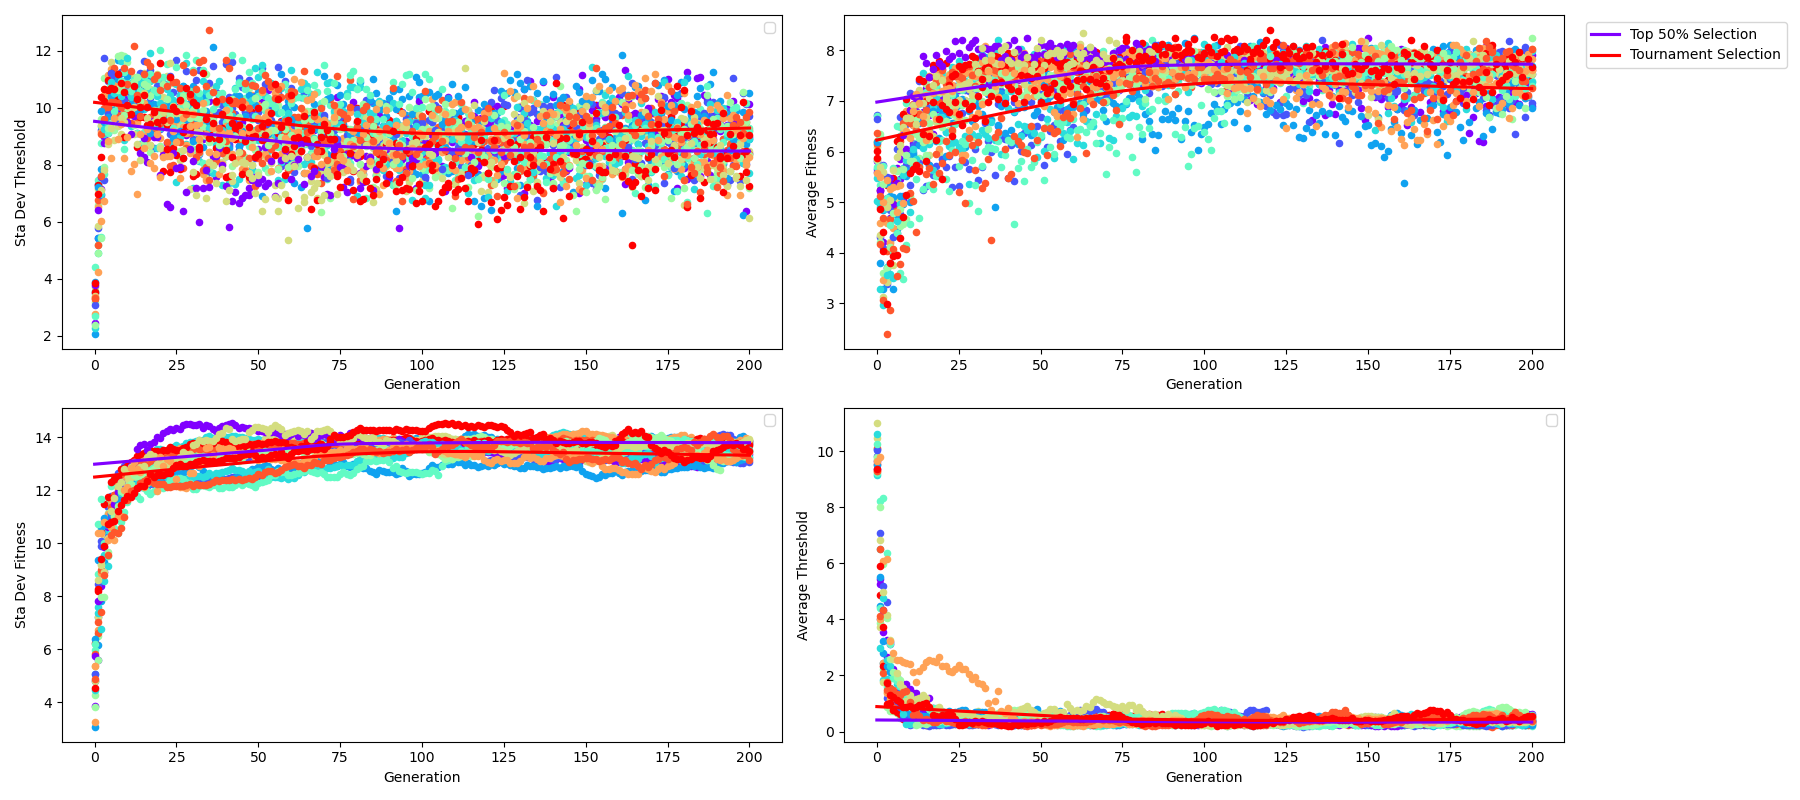 12
10
8
6
4
2
Sta Dev Threshold
0 25 50 75 100 125 150 175 200
Generation
8
7
6
5
4
3
Average Fitness
0 25 50 75 100 125 150 175 200
Generation
Top 50% Selection
Tournament Selection
14
12
10
8
6
4
Sta Dev Fitness
0 25 50 75 100 125 150 175 200
Generation
10
8
6
4
2
0
Average Threshold
0 25 50 75 100 125 150 175 200
Generation